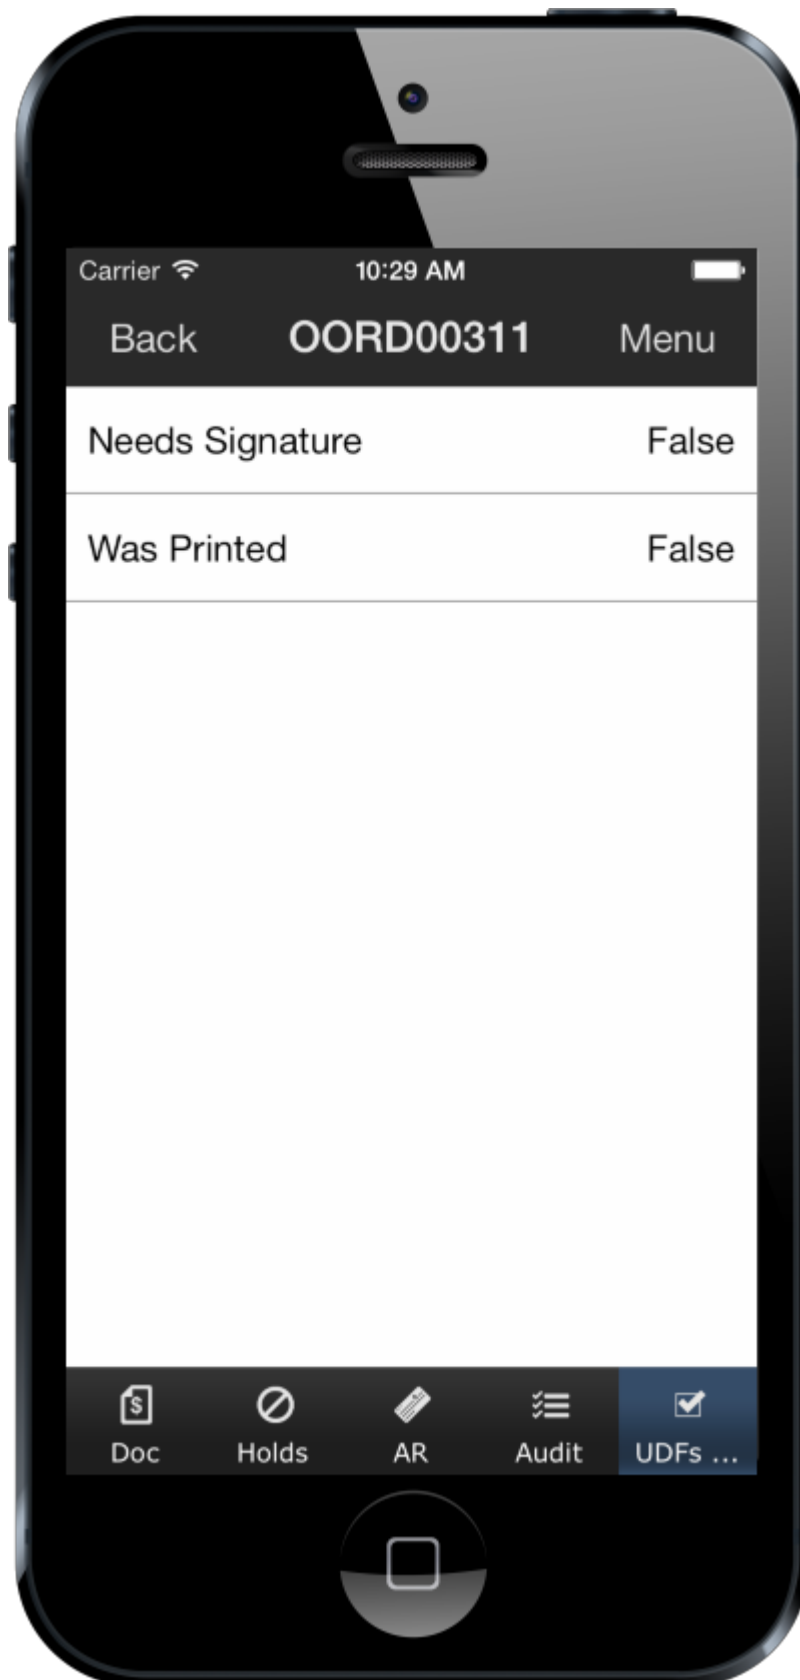 Carrier 10:29 AM
Back OORD00311 Menu
Needs Signature False
Was Printed False
Doc Holds AR Audit UDFs ...